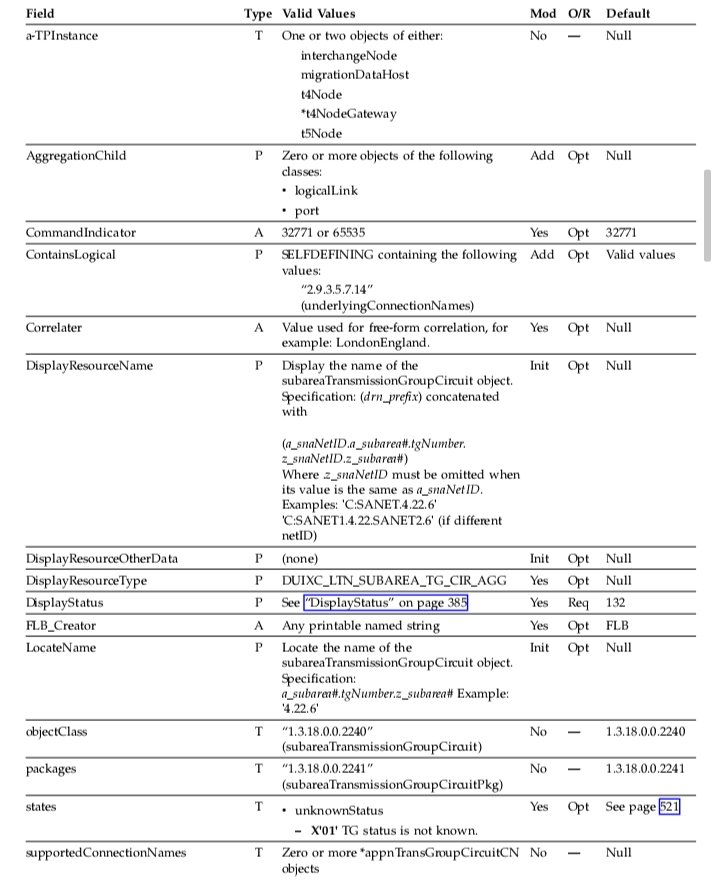 Field Type Valid Values Mod O/R Default
a-TPInstance T One or two objects of either: No — Null
interchangeNode
migrationDataHost
t4Node
*t4NodeGateway
t5Node
AggregationChild P Zero or more objects of the following Add Opt Null
classes:
• logicalLink
• port
CommandIndicator A 32771 or 65535 Yes Opt 32771
ContainsLogical P SELFDEFINING containing the following Add Opt Valid values
values:
"2.9.3.5.7.14"
(underlyingConnectionNames)
Correlater A Value used for free-form correlation, for Yes Opt Null
example: LondonEngland.
DisplayResourceName P Display the name of the Init Opt Null
subareaTransmissionGroupCircuit object.
Specification: (drn_prefix) concatenated
with
(a_snaNetID.a_subarea#.tgNumber.
z_snaNetID.z_subarea#)
Where z_snaNetID must be omitted when
its value is the same as a_snaNetID.
Examples: 'C:SANET.4.22.6'
'C:SANET1.4.22.SANET2.6' (if different
netID)
DisplayResourceOtherData P (none) Init Opt Null
DisplayResourceType P DUIXC_LTN_SUBAREA_TG_CIR_AGG Yes Opt Null
DisplayStatus P See "DisplayStatus" on page 385 Yes Req 132
FLB_Creator A Any printable named string Yes Opt FLB
LocateName P Locate the name of the Init Opt Null
subareaTransmissionGroupCircuit object.
Specification:
a_subarea#.tgNumber.z_subarea# Example:
'4.22.6'
objectClass T "1.3.18.0.0.2240" No — 1.3.18.0.0.2240
(subareaTransmissionGroupCircuit)
packages T "1.3.18.0.0.2241" No — 1.3.18.0.0.2241
(subareaTransmissionGroupCircuitPkg)
states T • unknownStatus Yes Opt See page 521
– X'01' TG status is not known.
supportedConnectionNames T Zero or more *appnTransGroupCircuitCN No — Null
objects